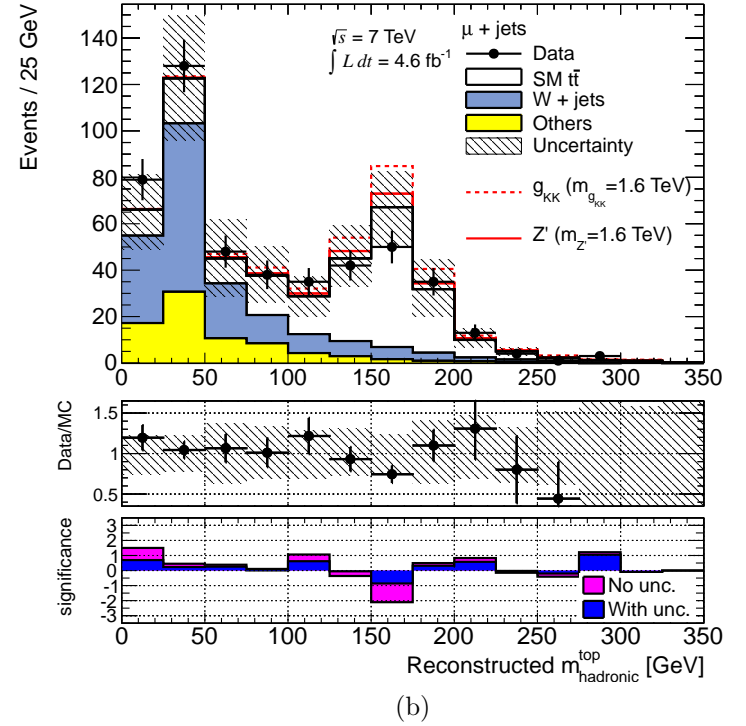 μ + jets
√s = 7 TeV
∫ L dt = 4.6 fb⁻¹
Data
SM tt̄
W + jets
Others
Uncertainty
g_KK (m_g_KK=1.6 TeV)
Z' (m_Z'=1.6 TeV)
Events / 25 GeV
140
120
100
80
60
40
20
0
0 50 100 150 200 250 300 350
Data/MC
1.5
1
0.5
significance
3
2
1
0
-1
-2
-3
No unc.
With unc.
0 50 100 150 200 250 300 350
Reconstructed m^top_hadronic [GeV]
(b)